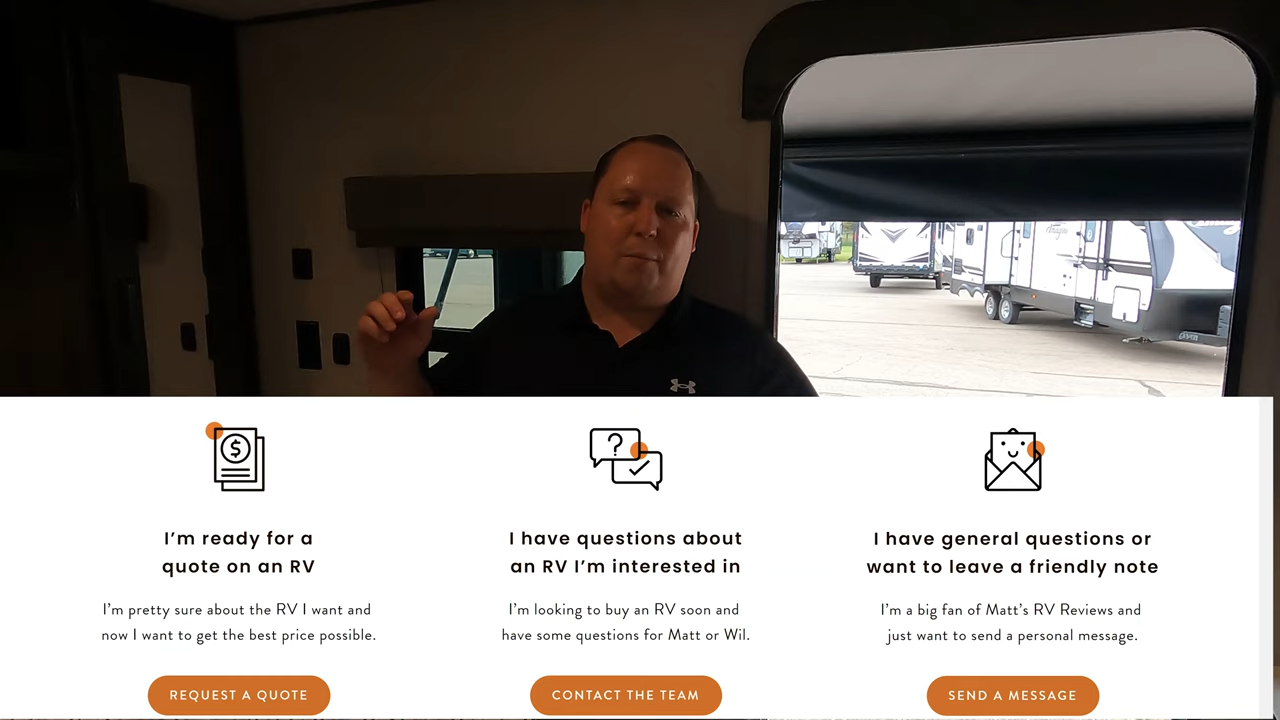 I'm ready for a
quote on an RV
I'm pretty sure about the RV I want and
now I want to get the best price possible.
REQUEST A QUOTE
I have questions about
an RV I'm interested in
I'm looking to buy an RV soon and
have some questions for Matt or Wil.
CONTACT THE TEAM
I have general questions or
want to leave a friendly note
I'm a big fan of Matt's RV Reviews and
just want to send a personal message.
SEND A MESSAGE